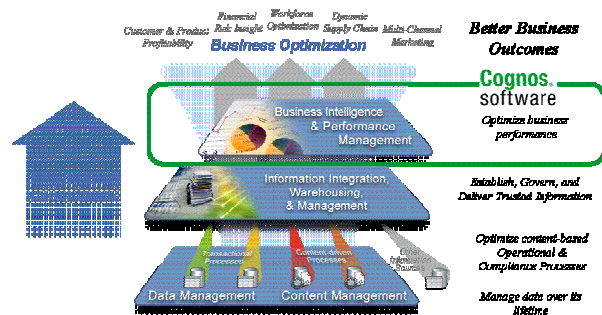 Customer & Product
Profitability
Financial
Risk Insight
Workforce
Optimization
Dynamic
Supply Chain
Multi-Channel
Marketing
Business Optimization
Better Business
Outcomes
Cognos®
software
Business Intelligence
& Performance
Management
Optimize business
performance
Information Integration,
Warehousing,
& Management
Establish, Govern, and
Deliver Trusted Information
Transactional
Processes
Content-driven
Processes
Other
Information
Sources
Optimize content-based
Operational &
Compliance Processes
Data Management
Content Management
Manage data over its
lifetime